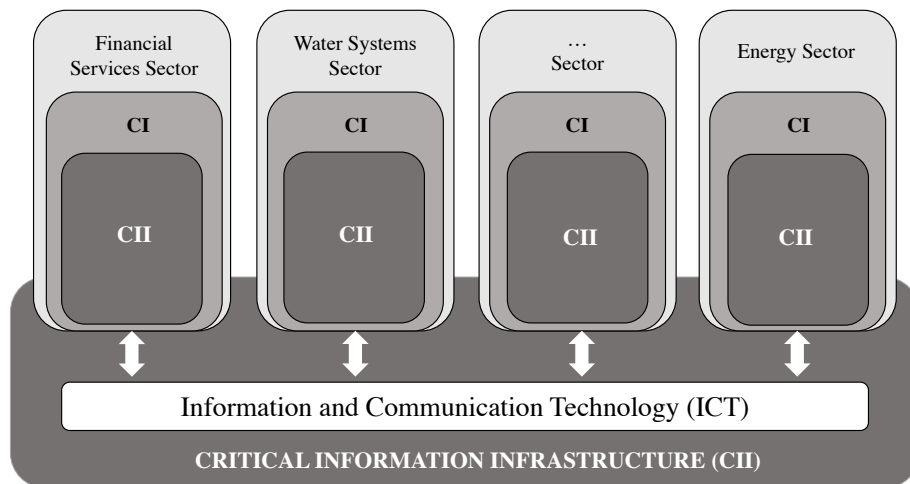 Financial
Services Sector
Water Systems
Sector
…
Sector
Energy Sector
CI
CI
CI
CI
CII
CII
CII
CII
Information and Communication Technology (ICT)
CRITICAL INFORMATION INFRASTRUCTURE (CII)